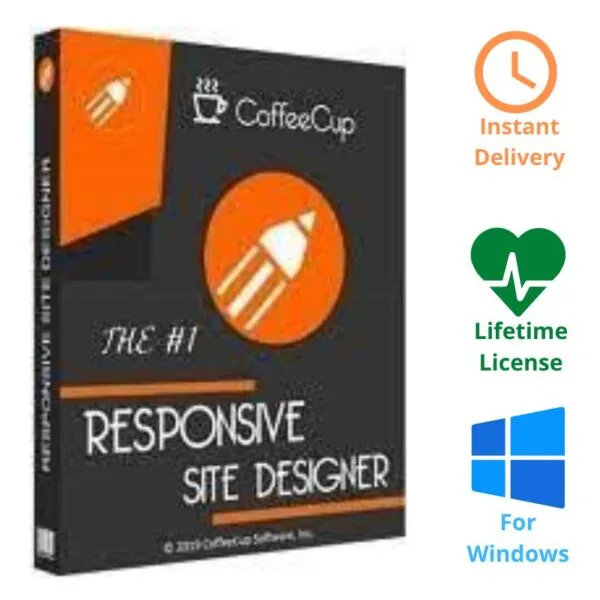 RESPONSIVE SITE DESIGNER
CoffeeCup
THE #1
RESPONSIVE
SITE DESIGNER
© 2019 CoffeeCup Software, Inc.
Instant
Delivery
Lifetime
License
For
Windows